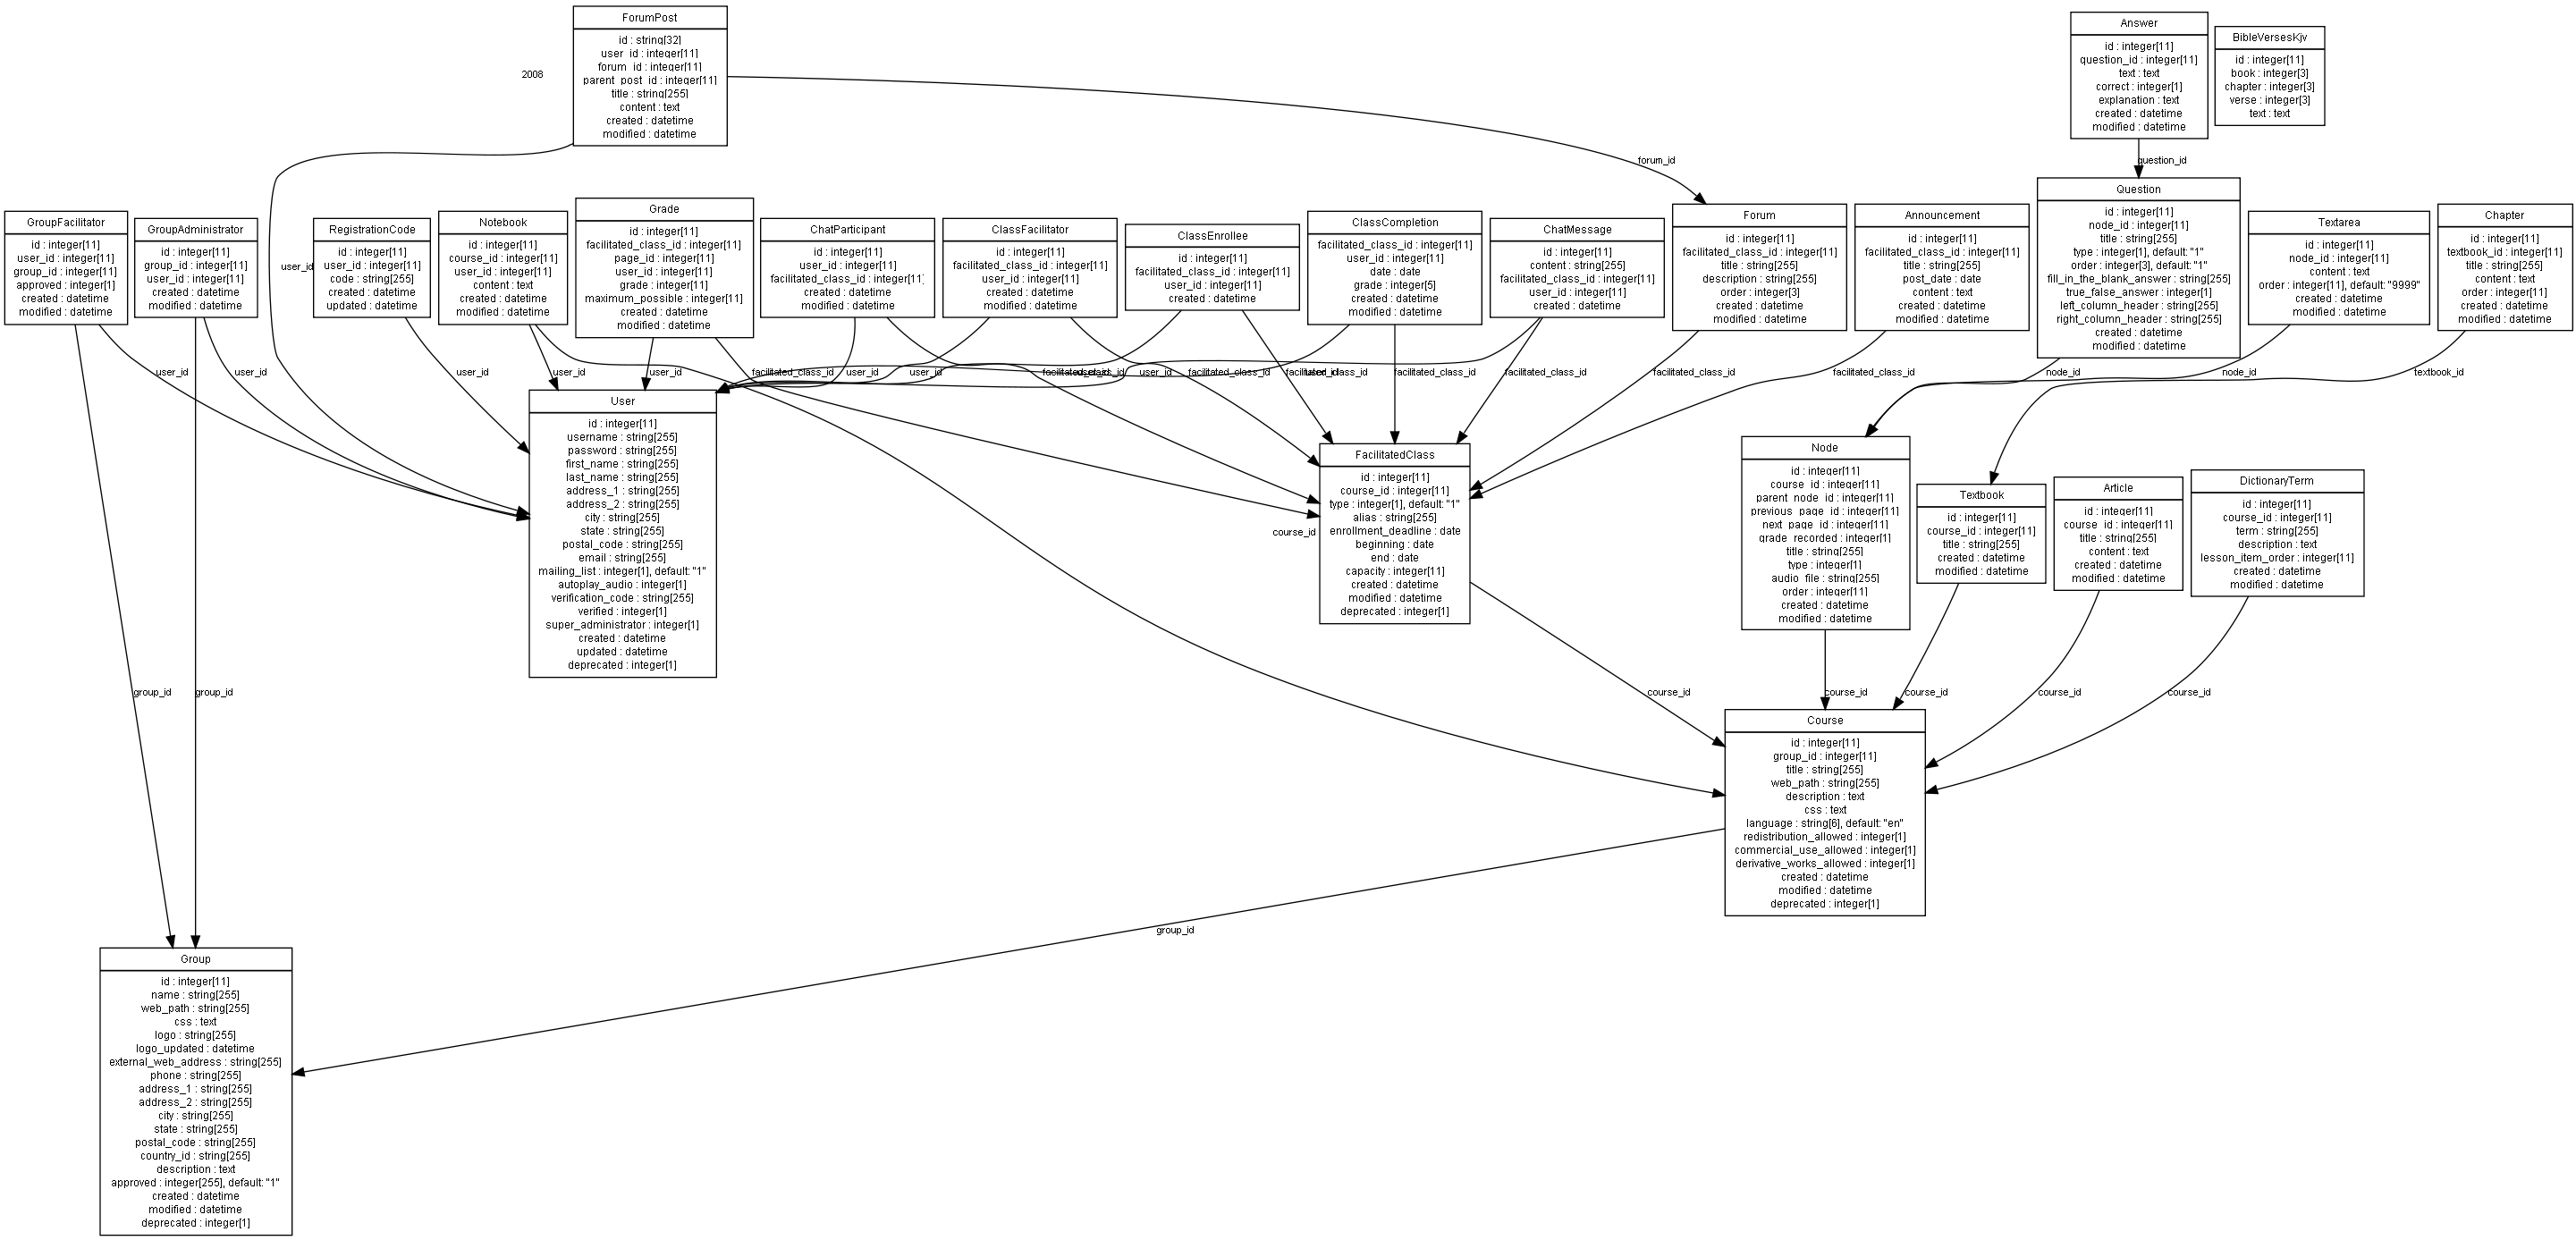 ForumPost
id : string[32]
user_id : integer[11]
forum_id : integer[11]
parent_post_id : integer[11]
title : string[255]
content : text
created : datetime
modified : datetime
2008
Answer
id : integer[11]
question_id : integer[11]
text : text
correct : integer[1]
explanation : text
created : datetime
modified : datetime
BibleVersesKjv
id : integer[11]
book : integer[3]
chapter : integer[3]
verse : integer[3]
text : text
forum_id
question_id
GroupFacilitator
id : integer[11]
user_id : integer[11]
group_id : integer[11]
approved : integer[1]
created : datetime
modified : datetime
GroupAdministrator
id : integer[11]
group_id : integer[11]
user_id : integer[11]
created : datetime
modified : datetime
user_id
RegistrationCode
id : integer[11]
user_id : integer[11]
code : string[255]
created : datetime
updated : datetime
Notebook
id : integer[11]
course_id : integer[11]
user_id : integer[11]
content : text
created : datetime
modified : datetime
Grade
id : integer[11]
facilitated_class_id : integer[11]
page_id : integer[11]
user_id : integer[11]
grade : integer[11]
maximum_possible : integer[11]
created : datetime
modified : datetime
ChatParticipant
id : integer[11]
user_id : integer[11]
facilitated_class_id : integer[11]
created : datetime
modified : datetime
ClassFacilitator
id : integer[11]
facilitated_class_id : integer[11]
user_id : integer[11]
created : datetime
modified : datetime
ClassEnrollee
id : integer[11]
facilitated_class_id : integer[11]
user_id : integer[11]
created : datetime
ClassCompletion
facilitated_class_id : integer[11]
user_id : integer[11]
date : date
grade : integer[5]
created : datetime
modified : datetime
ChatMessage
id : integer[11]
content : string[255]
facilitated_class_id : integer[11]
user_id : integer[11]
created : datetime
Forum
id : integer[11]
facilitated_class_id : integer[11]
title : string[255]
description : string[255]
order : integer[3]
created : datetime
modified : datetime
Announcement
id : integer[11]
facilitated_class_id : integer[11]
title : string[255]
post_date : date
content : text
created : datetime
modified : datetime
Question
id : integer[11]
node_id : integer[11]
title : string[255]
type : integer[1], default: "1"
order : integer[3], default: "1"
fill_in_the_blank_answer : string[255]
true_false_answer : integer[1]
left_column_header : string[255]
right_column_header : string[255]
created : datetime
modified : datetime
Textarea
id : integer[11]
node_id : integer[11]
content : text
order : integer[11], default: "9999"
created : datetime
modified : datetime
Chapter
id : integer[11]
textbook_id : integer[11]
title : string[255]
content : text
order : integer[11]
created : datetime
modified : datetime
user_id
user_id
user_id
user_id
user_id
facilitated_class_id
user_id
user_id
facilitated_class_id
user_id
user_id
facilitated_class_id
facilitated_class_id
user_id
facilitated_class_id
facilitated_class_id
facilitated_class_id
facilitated_class_id
node_id
node_id
textbook_id
User
id : integer[11]
username : string[255]
password : string[255]
first_name : string[255]
last_name : string[255]
address_1 : string[255]
address_2 : string[255]
city : string[255]
state : string[255]
postal_code : string[255]
email : string[255]
mailing_list : integer[1], default: "1"
autoplay_audio : integer[1]
verification_code : string[255]
verified : integer[1]
super_administrator : integer[1]
created : datetime
updated : datetime
deprecated : integer[1]
course_id
FacilitatedClass
id : integer[11]
course_id : integer[11]
type : integer[1], default: "1"
alias : string[255]
enrollment_deadline : date
beginning : date
end : date
capacity : integer[11]
created : datetime
modified : datetime
deprecated : integer[1]
Node
id : integer[11]
course_id : integer[11]
parent_node_id : integer[11]
previous_page_id : integer[11]
next_page_id : integer[11]
grade_recorded : integer[1]
title : string[255]
type : integer[1]
audio_file : string[255]
order : integer[11]
created : datetime
modified : datetime
Textbook
id : integer[11]
course_id : integer[11]
title : string[255]
created : datetime
modified : datetime
Article
id : integer[11]
course_id : integer[11]
title : string[255]
content : text
created : datetime
modified : datetime
DictionaryTerm
id : integer[11]
course_id : integer[11]
term : string[255]
description : text
lesson_item_order : integer[11]
created : datetime
modified : datetime
group_id
group_id
course_id
course_id
course_id
course_id
course_id
Course
id : integer[11]
group_id : integer[11]
title : string[255]
web_path : string[255]
description : text
css : text
language : string[6], default: "en"
redistribution_allowed : integer[1]
commercial_use_allowed : integer[1]
derivative_works_allowed : integer[1]
created : datetime
modified : datetime
deprecated : integer[1]
group_id
Group
id : integer[11]
name : string[255]
web_path : string[255]
css : text
logo : string[255]
logo_updated : datetime
external_web_address : string[255]
phone : string[255]
address_1 : string[255]
address_2 : string[255]
city : string[255]
state : string[255]
postal_code : string[255]
country_id : string[255]
description : text
approved : integer[255], default: "1"
created : datetime
modified : datetime
deprecated : integer[1]